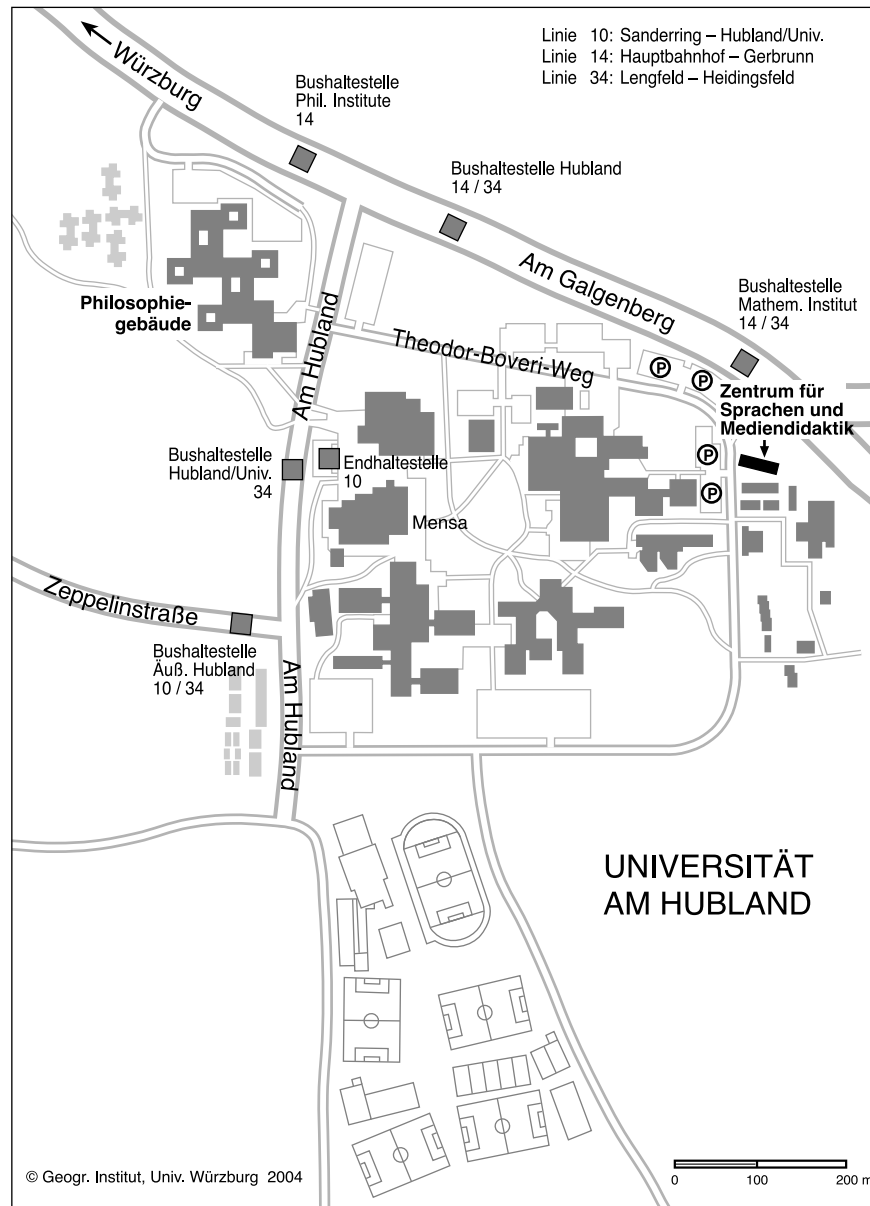 Linie 10: Sanderring – Hubland/Univ.
Linie 14: Hauptbahnhof – Gerbrunn
Linie 34: Lengfeld – Heidingsfeld
Würzburg
Bushaltestelle
Phil. Institute
14
Bushaltestelle Hubland
14 / 34
Am Galgenberg
Bushaltestelle
Mathem. Institut
14 / 34
Philosophie-
gebäude
Am Hubland
Theodor-Boveri-Weg
P
P
Zentrum für
Sprachen und
Mediendidaktik
P
P
Bushaltestelle
Hubland/Univ.
34
Endhaltestelle
10
Mensa
Zeppelinstraße
Bushaltestelle
Äuß. Hubland
10 / 34
Am Hubland
UNIVERSITÄT
AM HUBLAND
© Geogr. Institut, Univ. Würzburg 2004
0 100 200 m